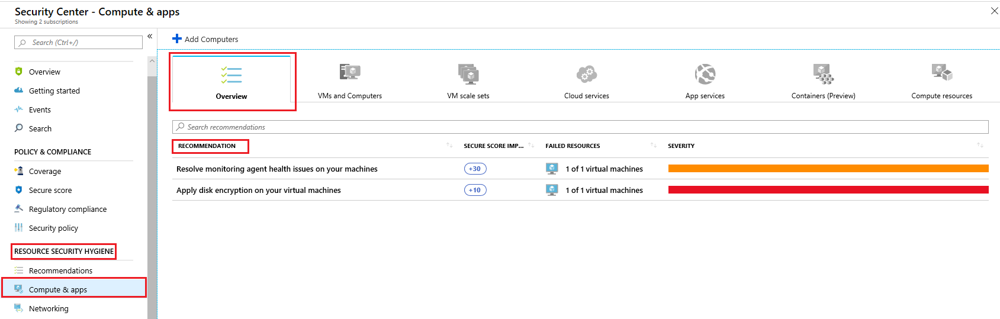 Security Center - Compute & apps
Showing 2 subscriptions
Search (Ctrl+/)
Overview
Getting started
Events
Search
POLICY & COMPLIANCE
Coverage
Secure score
Regulatory compliance
Security policy
RESOURCE SECURITY HYGIENE
Recommendations
Compute & apps
Networking
Add Computers
Overview
VMs and Computers
VM scale sets
Cloud services
App services
Containers (Preview)
Compute resources
Search recommendations
RECOMMENDATION SECURE SCORE IMP... FAILED RESOURCES SEVERITY
Resolve monitoring agent health issues on your machines +30 1 of 1 virtual machines
Apply disk encryption on your virtual machines +10 1 of 1 virtual machines